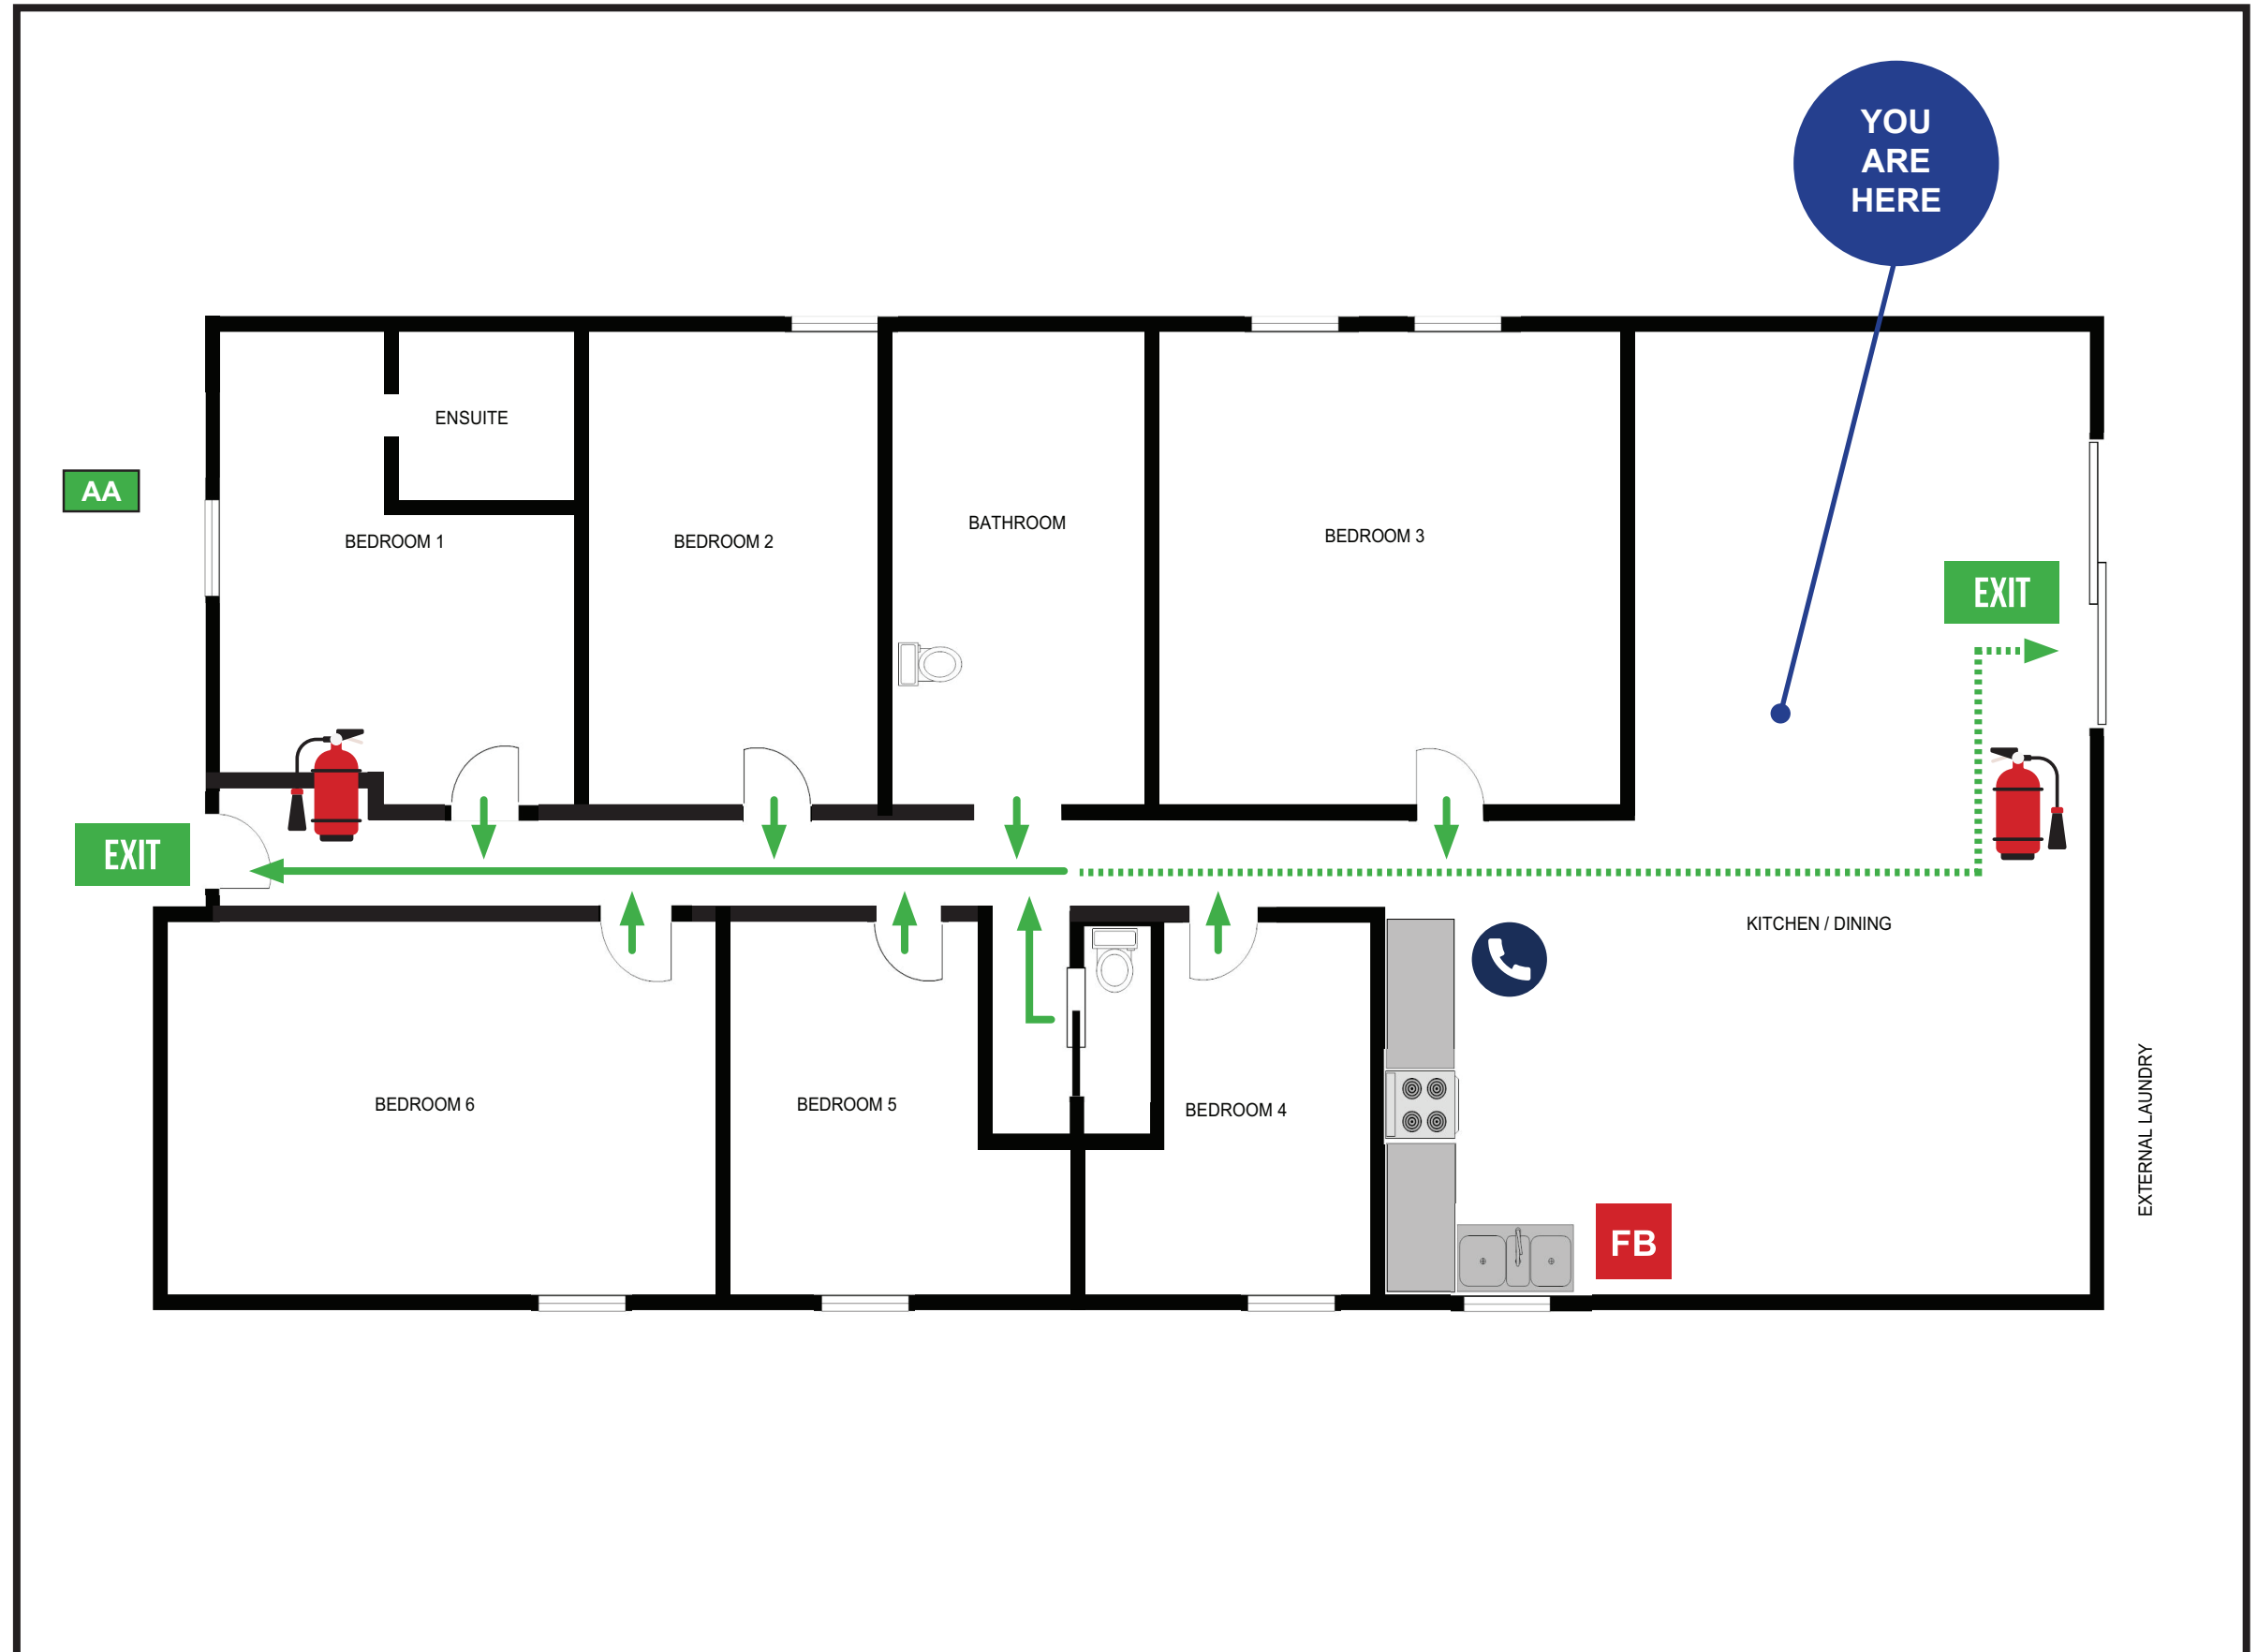 YOU
ARE
HERE
ENSUITE
AA
BEDROOM 1
BEDROOM 2
BATHROOM
BEDROOM 3
EXIT
EXIT
KITCHEN / DINING
BEDROOM 6
BEDROOM 5
BEDROOM 4
EXTERNAL LAUNDRY
FB